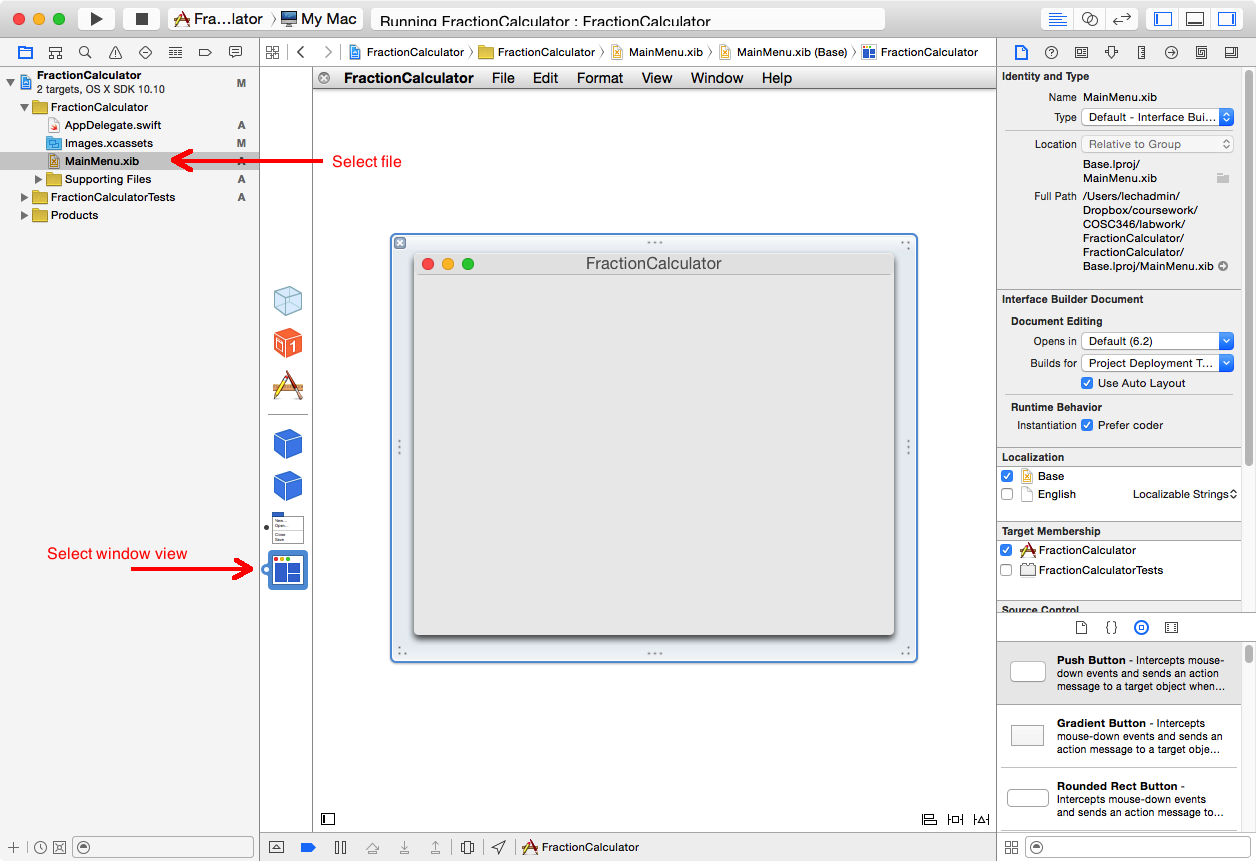 Fra...lator
My Mac
Running FractionCalculator : FractionCalculator
FractionCalculator
FractionCalculator
MainMenu.xib
MainMenu.xib (Base)
FractionCalculator
FractionCalculator
2 targets, OS X SDK 10.10
M
FractionCalculator
AppDelegate.swift
A
Images.xcassets
M
MainMenu.xib
A
Supporting Files
A
FractionCalculatorTests
A
Products
Select file
Select window view
FractionCalculator File Edit Format View Window Help
FractionCalculator
Identity and Type
Name MainMenu.xib
Type Default - Interface Bui...
Location Relative to Group
Base.lproj/
MainMenu.xib
Full Path /Users/lechadmin/
Dropbox/coursework/
COSC346/labwork/
FractionCalculator/
FractionCalculator/
Base.lproj/MainMenu.xib
Interface Builder Document
Document Editing
Opens in Default (6.2)
Builds for Project Deployment T...
Use Auto Layout
Runtime Behavior
Instantiation Prefer coder
Localization
Base
English Localizable Strings
Target Membership
FractionCalculator
FractionCalculatorTests
Source Control
Push Button - Intercepts mouse-
down events and sends an action
message to a target object when...
Gradient Button - Intercepts
mouse-down events and sends an
action message to a target obje...
Rounded Rect Button -
Intercepts mouse-down events
and sends an action message to...
FractionCalculator